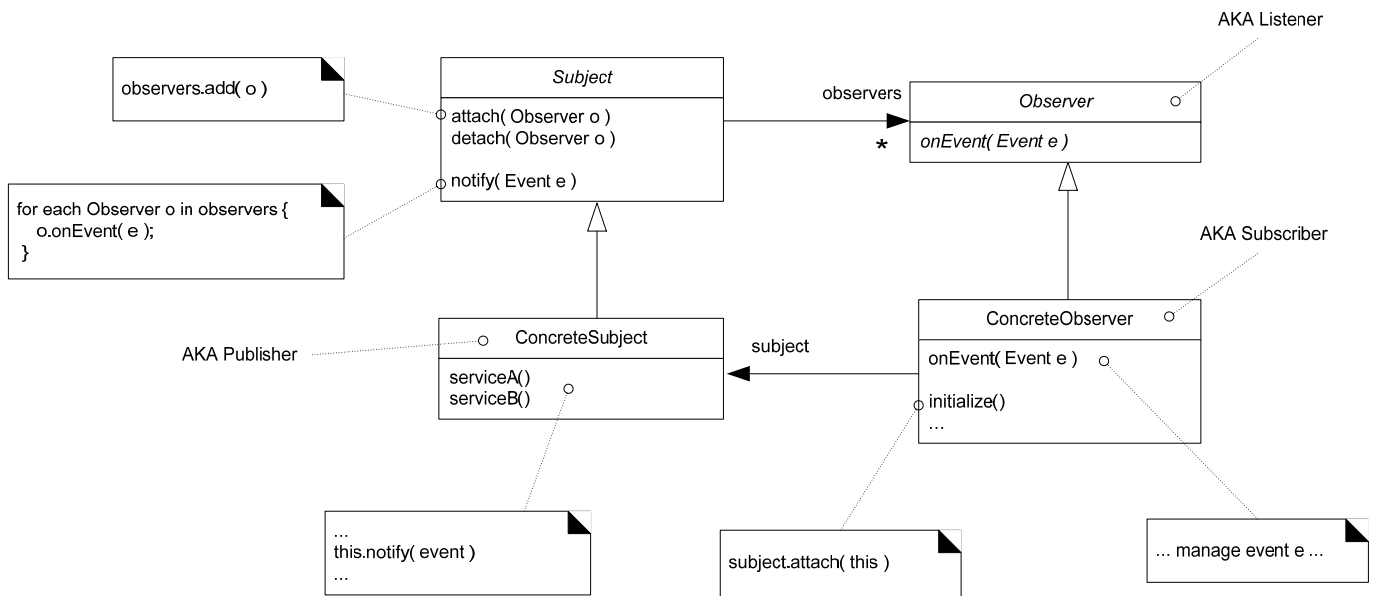 AKA Listener
observers.add( o )
Subject
attach( Observer o )
detach( Observer o )
notify( Event e )
observers
*
Observer
onEvent( Event e )
for each Observer o in observers {
o.onEvent( e );
}
AKA Subscriber
AKA Publisher
ConcreteSubject
serviceA()
serviceB()
subject
ConcreteObserver
onEvent( Event e )
initialize()
...
...
this.notify( event )
...
subject.attach( this )
... manage event e ...